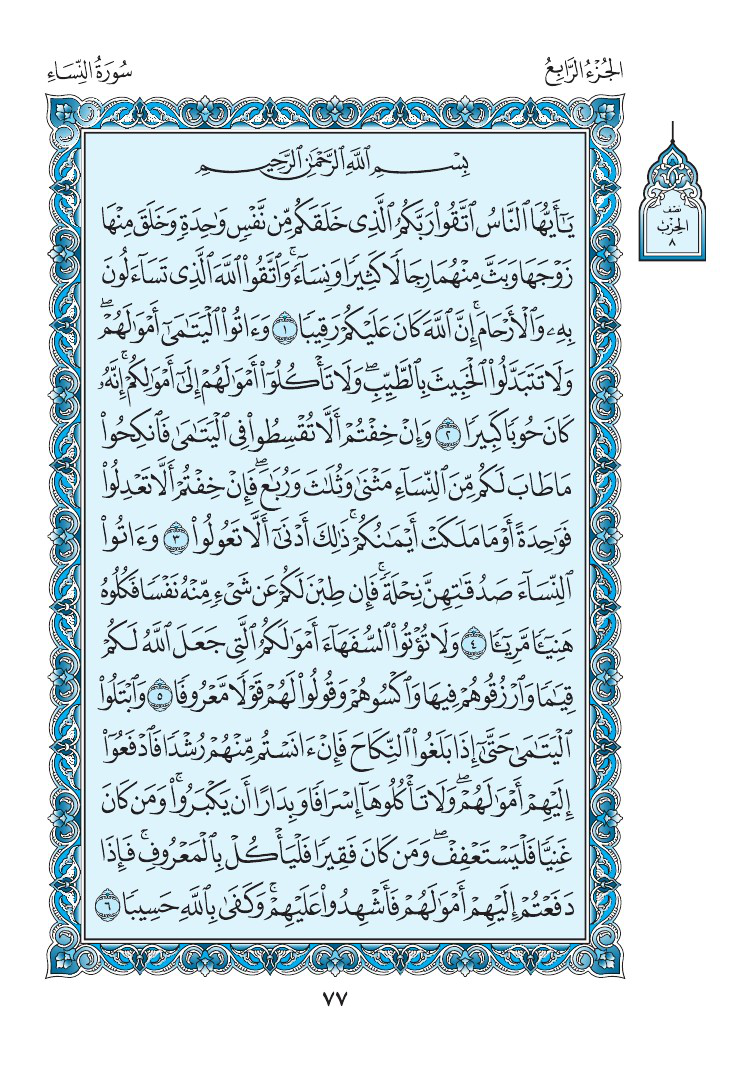 الجُزْءُ الرَّابِعُ
سُورَةُ النِّسَاءِ
نصف
الحِزب
٨
بِسْمِ ٱللَّهِ ٱلرَّحْمَٰنِ ٱلرَّحِيمِ
يَٰٓأَيُّهَا ٱلنَّاسُ ٱتَّقُوا۟ رَبَّكُمُ ٱلَّذِى خَلَقَكُم مِّن نَّفْسٍ وَٰحِدَةٍ وَخَلَقَ مِنْهَا
زَوْجَهَا وَبَثَّ مِنْهُمَا رِجَالًا كَثِيرًا وَنِسَآءً ۚ وَٱتَّقُوا۟ ٱللَّهَ ٱلَّذِى تَسَآءَلُونَ
بِهِۦ وَٱلْأَرْحَامَ ۚ إِنَّ ٱللَّهَ كَانَ عَلَيْكُمْ رَقِيبًا ١ وَءَاتُوا۟ ٱلْيَتَٰمَىٰٓ أَمْوَٰلَهُمْ ۖ
وَلَا تَتَبَدَّلُوا۟ ٱلْخَبِيثَ بِٱلطَّيِّبِ ۖ وَلَا تَأْكُلُوٓا۟ أَمْوَٰلَهُمْ إِلَىٰٓ أَمْوَٰلِكُمْ ۚ إِنَّهُۥ
كَانَ حُوبًا كَبِيرًا ٢ وَإِنْ خِفْتُمْ أَلَّا تُقْسِطُوا۟ فِى ٱلْيَتَٰمَىٰ فَٱنكِحُوا۟
مَا طَابَ لَكُم مِّنَ ٱلنِّسَآءِ مَثْنَىٰ وَثُلَٰثَ وَرُبَٰعَ ۖ فَإِنْ خِفْتُمْ أَلَّا تَعْدِلُوا۟
فَوَٰحِدَةً أَوْ مَا مَلَكَتْ أَيْمَٰنُكُمْ ۚ ذَٰلِكَ أَدْنَىٰٓ أَلَّا تَعُولُوا۟ ٣ وَءَاتُوا۟
ٱلنِّسَآءَ صَدُقَٰتِهِنَّ نِحْلَةً ۚ فَإِن طِبْنَ لَكُمْ عَن شَىْءٍ مِّنْهُ نَفْسًا فَكُلُوهُ
هَنِيٓـًٔا مَّرِيٓـًٔا ٤ وَلَا تُؤْتُوا۟ ٱلسُّفَهَآءَ أَمْوَٰلَكُمُ ٱلَّتِى جَعَلَ ٱللَّهُ لَكُمْ
قِيَٰمًا وَٱرْزُقُوهُمْ فِيهَا وَٱكْسُوهُمْ وَقُولُوا۟ لَهُمْ قَوْلًا مَّعْرُوفًا ٥ وَٱبْتَلُوا۟
ٱلْيَتَٰمَىٰ حَتَّىٰٓ إِذَا بَلَغُوا۟ ٱلنِّكَاحَ فَإِنْ ءَانَسْتُم مِّنْهُمْ رُشْدًا فَٱدْفَعُوٓا۟
إِلَيْهِمْ أَمْوَٰلَهُمْ ۖ وَلَا تَأْكُلُوهَآ إِسْرَافًا وَبِدَارًا أَن يَكْبَرُوا۟ ۚ وَمَن كَانَ
غَنِيًّا فَلْيَسْتَعْفِفْ ۖ وَمَن كَانَ فَقِيرًا فَلْيَأْكُلْ بِٱلْمَعْرُوفِ ۚ فَإِذَا
دَفَعْتُمْ إِلَيْهِمْ أَمْوَٰلَهُمْ فَأَشْهِدُوا۟ عَلَيْهِمْ ۚ وَكَفَىٰ بِٱللَّهِ حَسِيبًا ٦
٧٧